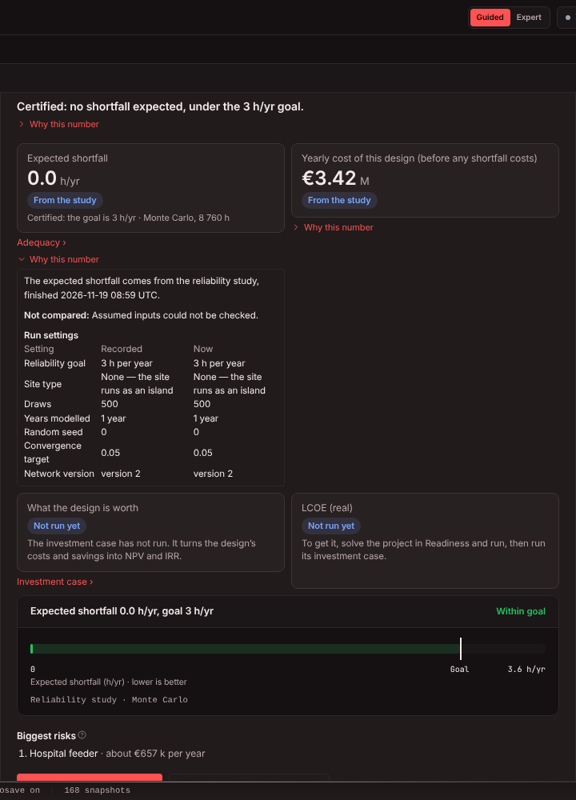 Guided Expert
Certified: no shortfall expected, under the 3 h/yr goal.
Why this number
Expected shortfall
0.0 h/yr
From the study
Certified: the goal is 3 h/yr · Monte Carlo, 8 760 h
Yearly cost of this design (before any shortfall costs)
€3.42 M
From the study
Why this number
Adequacy ›
Why this number
The expected shortfall comes from the reliability study,
finished 2026-11-19 08:59 UTC.
Not compared: Assumed inputs could not be checked.
Run settings
Setting Recorded Now
Reliability goal 3 h per year 3 h per year
Site type None — the site runs as an island None — the site runs as an island
Draws 500 500
Years modelled 1 year 1 year
Random seed 0 0
Convergence target 0.05 0.05
Network version version 2 version 2
What the design is worth
Not run yet
The investment case has not run. It turns the design's
costs and savings into NPV and IRR.
LCOE (real)
Not run yet
To get it, solve the project in Readiness and run, then run
its investment case.
Investment case ›
Expected shortfall 0.0 h/yr, goal 3 h/yr Within goal
0 Goal 3.6 h/yr
Expected shortfall (h/yr) · lower is better
Reliability study · Monte Carlo
Biggest risks ?
1. Hospital feeder · about €657 k per year
osave on 168 snapshots